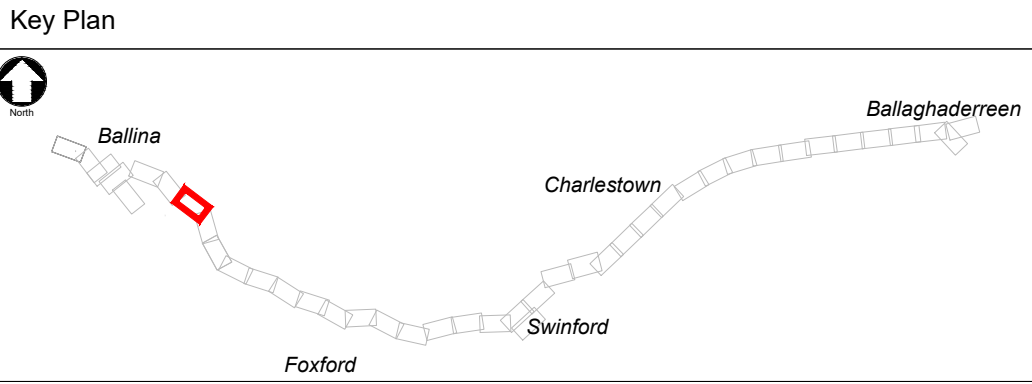 Key Plan
North
Ballina
Ballaghaderreen
Charlestown
Swinford
Foxford